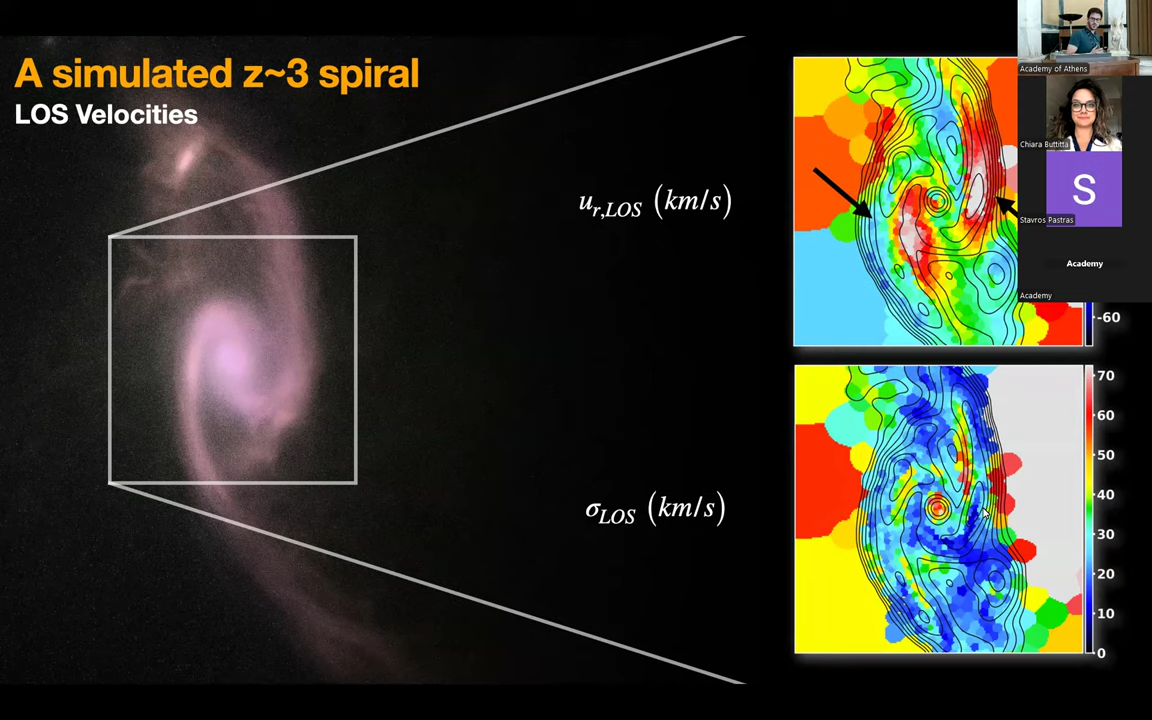 A simulated z~3 spiral
LOS Velocities
u_{r,LOS} (km/s)
σ_{LOS} (km/s)
-60
70
60
50
40
30
20
10
0
Academy of Athens
Chiara Buttitta
S
Stavros Pastras
Academy
Academy